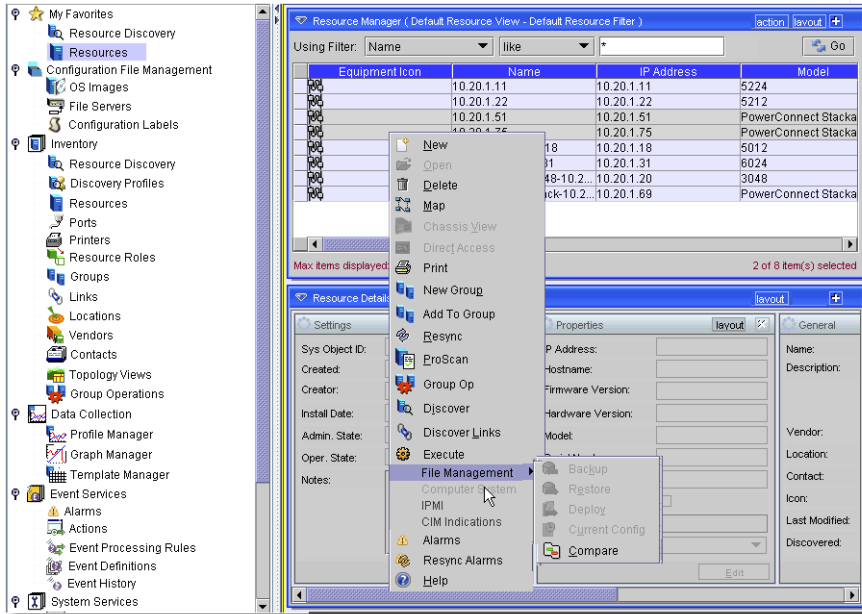 My Favorites
Resource Discovery
Resources
Configuration File Management
OS Images
File Servers
Configuration Labels
Inventory
Resource Discovery
Discovery Profiles
Resources
Ports
Printers
Resource Roles
Groups
Links
Locations
Vendors
Contacts
Topology Views
Group Operations
Data Collection
Profile Manager
Graph Manager
Template Manager
Event Services
Alarms
Actions
Event Processing Rules
Event Definitions
Event History
System Services
Resource Manager ( Default Resource View - Default Resource Filter )
action layout
Using Filter: Name like * Go
Equipment Icon Name IP Address Model
10.20.1.11 10.20.1.11 5224
10.20.1.22 10.20.1.22 5212
10.20.1.51 10.20.1.51 PowerConnect Stacka
10.20.1.75 10.20.1.75 PowerConnect Stacka
18 10.20.1.18 5012
31 10.20.1.31 6024
48-10.2... 10.20.1.20 3048
ack-10.2... 10.20.1.69 PowerConnect Stacka
Max items displayed:
2 of 8 item(s) selected
New
Open
Delete
Map
Chassis View
Direct Access
Print
New Group
Add To Group
Resync
ProScan
Group Op
Discover
Discover Links
Execute
File Management
Computer System
IPMI
CIM Indications
Alarms
Resync Alarms
Help
Backup
Restore
Deploy
Current Config
Compare
Resource Details
layout
Settings
Sys Object ID:
Created:
Creator:
Install Date:
Admin. State:
Oper. State:
Notes:
Properties layout
IP Address:
Hostname:
Firmware Version:
Hardware Version:
Model:
Edit
General
Name:
Description:
Vendor:
Location:
Contact:
Icon:
Last Modified:
Discovered: